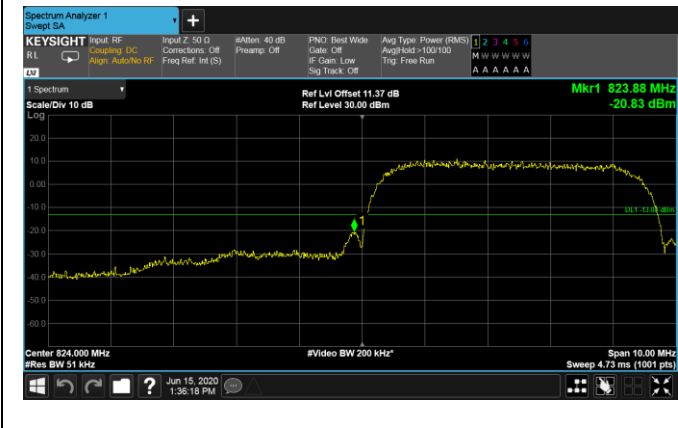 Spectrum Analyzer 1
Swept SA
+
KEYSIGHT
RL
LXI
Input: RF
Coupling: DC
Align: Auto/No RF
Input Z: 50 Ω
Corrections: Off
Freq Ref: Int (S)
#Atten: 40 dB
Preamp: Off
PNO: Best Wide
Gate: Off
IF Gain: Low
Sig Track: Off
Avg Type: Power (RMS)
Avg|Hold:>100/100
Trig: Free Run
1 2 3 4 5 6
M W W W W W
A A A A A A
1 Spectrum
Scale/Div 10 dB
Log
Ref Lvl Offset 11.37 dB
Ref Level 30.00 dBm
Mkr1 823.88 MHz
-20.83 dBm
20.0
10.0
0.00
-10.0
-20.0
-30.0
-40.0
-50.0
-60.0
DL1 -13.00 dBm
1
Center 824.000 MHz
#Res BW 51 kHz
#Video BW 200 kHz*
Span 10.00 MHz
Sweep 4.73 ms (1001 pts)
?
Jun 15, 2020
1:36:18 PM